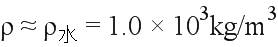 ρ ≈ ρ水 = 1.0 × 10³kg/m³